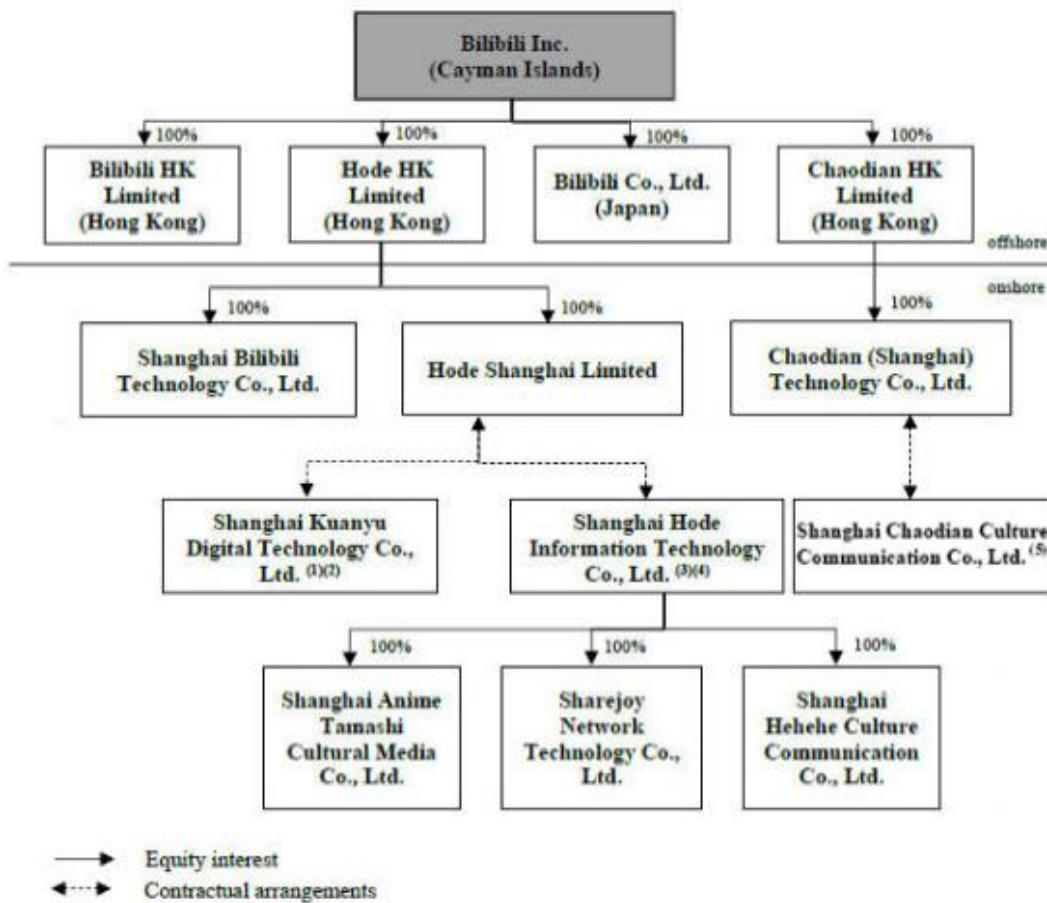 Bilibili Inc.
(Cayman Islands)
100%
100%
100%
100%
Bilibili HK
Limited
(Hong Kong)
Hode HK
Limited
(Hong Kong)
Bilibili Co., Ltd.
(Japan)
Chaodian HK
Limited
(Hong Kong)
offshore
onshore
100%
100%
100%
Shanghai Bilibili
Technology Co., Ltd.
Hode Shanghai Limited
Chaodian (Shanghai)
Technology Co., Ltd.
Shanghai Kuanyu
Digital Technology Co.,
Ltd. (1)(2)
Shanghai Hode
Information Technology
Co., Ltd. (3)(4)
Shanghai Chaodian Culture
Communication Co., Ltd. (5)
100%
100%
100%
Shanghai Anime
Tamashi
Cultural Media
Co., Ltd.
Sharejoy
Network
Technology Co.,
Ltd.
Shanghai
Hehehe Culture
Communication
Co., Ltd.
Equity interest
Contractual arrangements